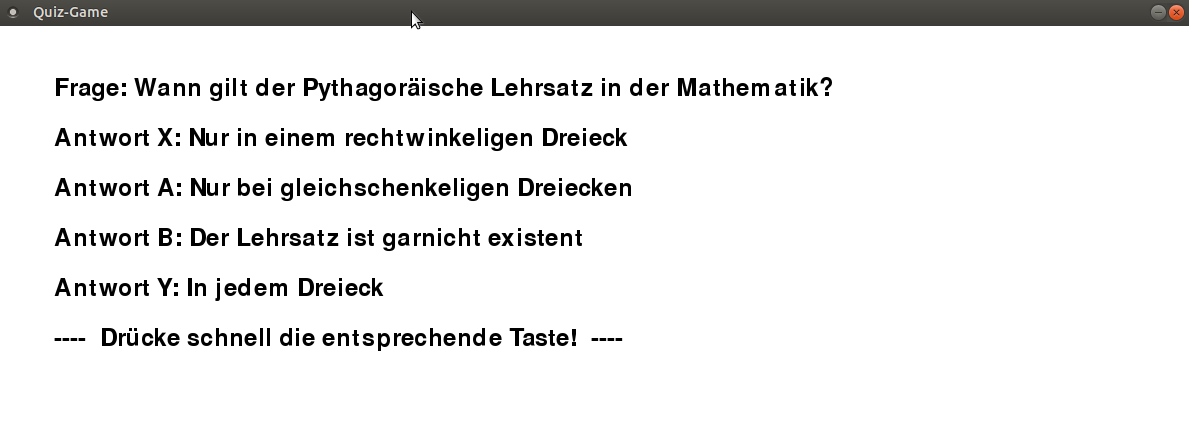 Quiz-Game
Frage: Wann gilt der Pythagoräische Lehrsatz in der Mathematik?
Antwort X: Nur in einem rechtwinkeligen Dreieck
Antwort A: Nur bei gleichschenkeligen Dreiecken
Antwort B: Der Lehrsatz ist garnicht existent
Antwort Y: In jedem Dreieck
---- Drücke schnell die entsprechende Taste! ----